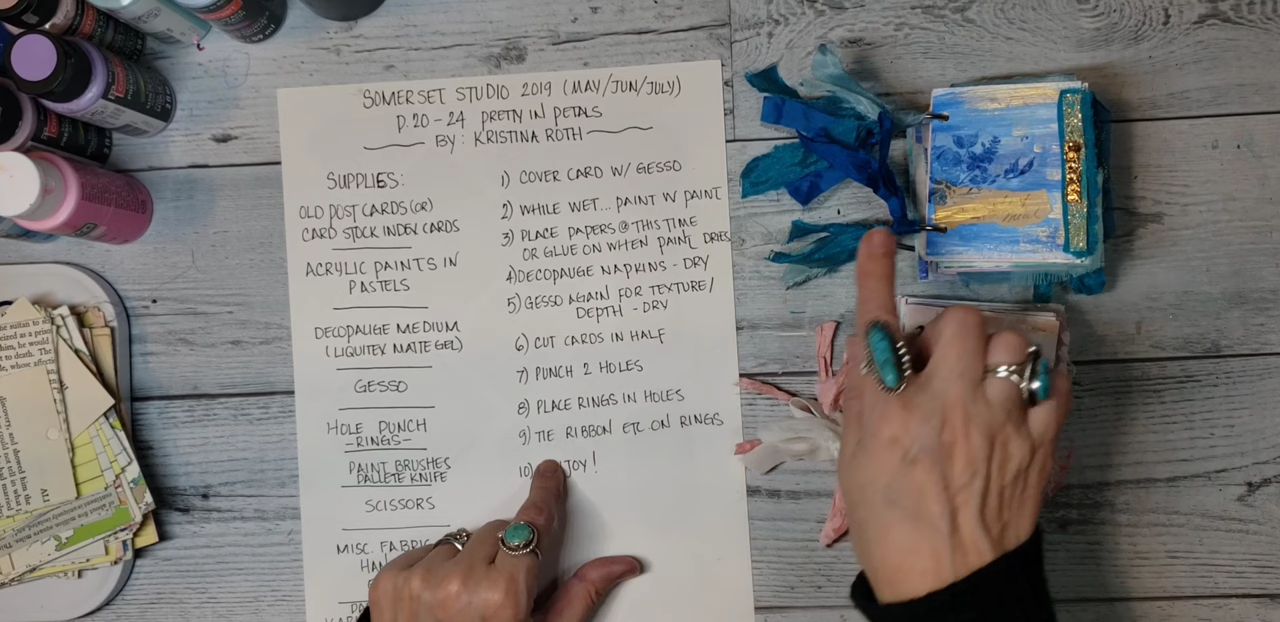 SOMERSET STUDIO 2019 (MAY/JUN/JULY)
P. 20-24 PRETTY IN PETALS
BY: KRISTINA ROTH
SUPPLIES:
OLD POST CARDS (OR)
CARD STOCK INDEX CARDS
ACRYLIC PAINTS IN
PASTELS
DECOPAUGE MEDIUM
(LIQUITEX MATTE GEL)
GESSO
HOLE PUNCH
-RINGS-
PAINT BRUSHES
PALLETE KNIFE
SCISSORS
MISC. FABRIC
1) COVER CARD W/ GESSO
2) WHILE WET... PAINT W PAINT
3) PLACE PAPERS @ THIS TIME
OR GLUE ON WHEN PAINT DRIES
4) DECOPAUGE NAPKINS - DRY
5) GESSO AGAIN FOR TEXTURE/
DEPTH - DRY
6) CUT CARDS IN HALF
7) PUNCH 2 HOLES
8) PLACE RINGS IN HOLES
9) TIE RIBBON ETC. ON RINGS
10) JOY!